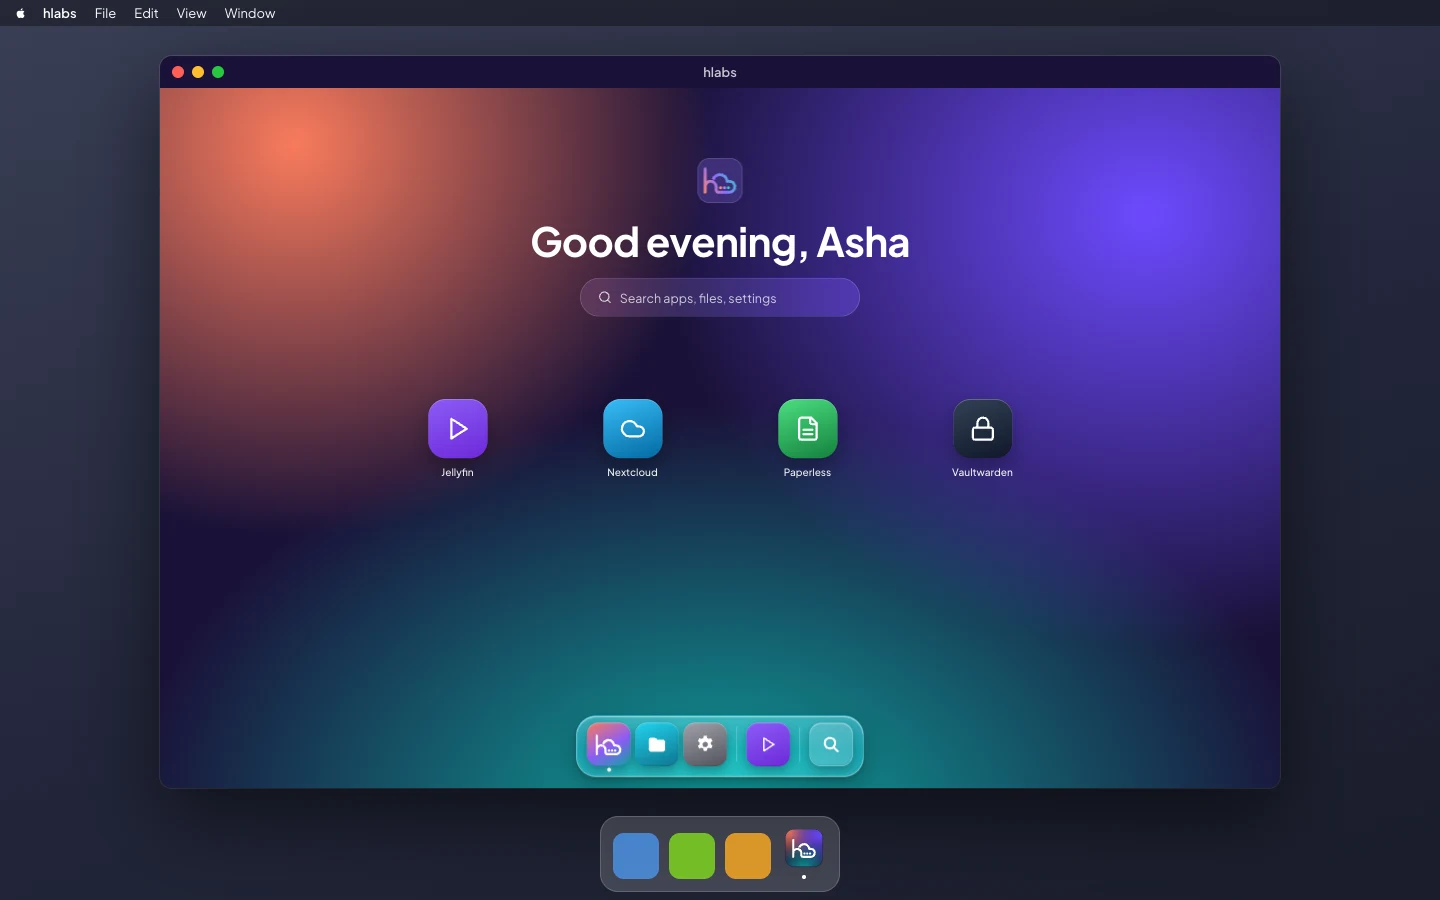 hlabs File Edit View Window
hlabs
Good evening, Asha
Search apps, files, settings
Jellyfin Nextcloud Paperless Vaultwarden